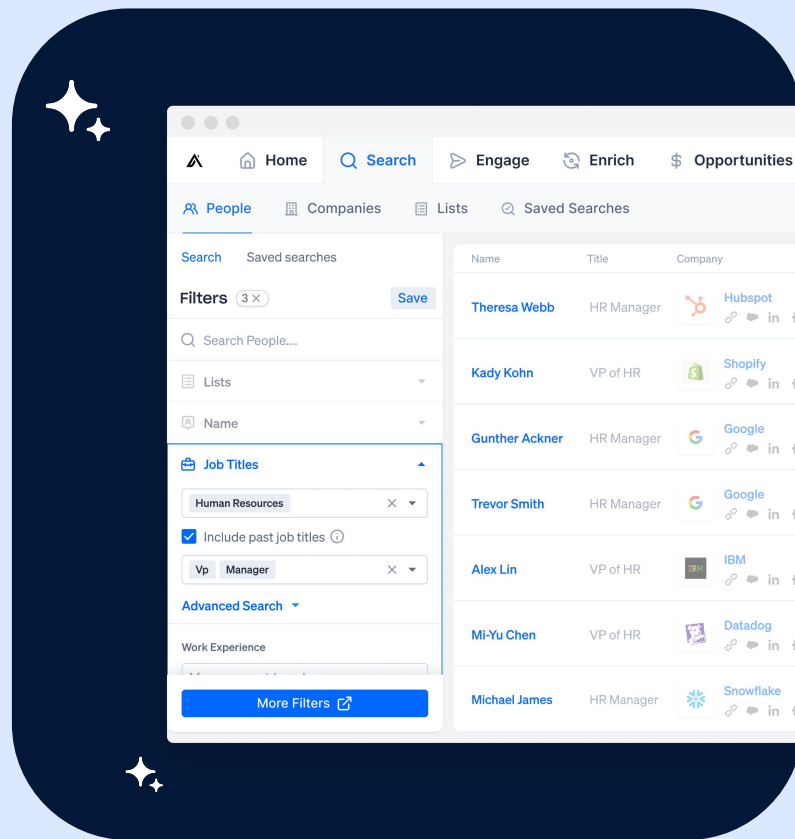 Home Search Engage Enrich Opportunities
People Companies Lists Saved Searches
Search Saved searches
Filters 3
Save
Search People....
Lists
Name
Job Titles
Human Resources
Include past job titles
Vp Manager
Advanced Search
Work Experience
More Filters
Name Title Company
Theresa Webb HR Manager Hubspot
Kady Kohn VP of HR Shopify
Gunther Ackner HR Manager Google
Trevor Smith HR Manager Google
Alex Lin VP of HR IBM IBM
Mi-Yu Chen VP of HR Datadog
Michael James HR Manager Snowflake